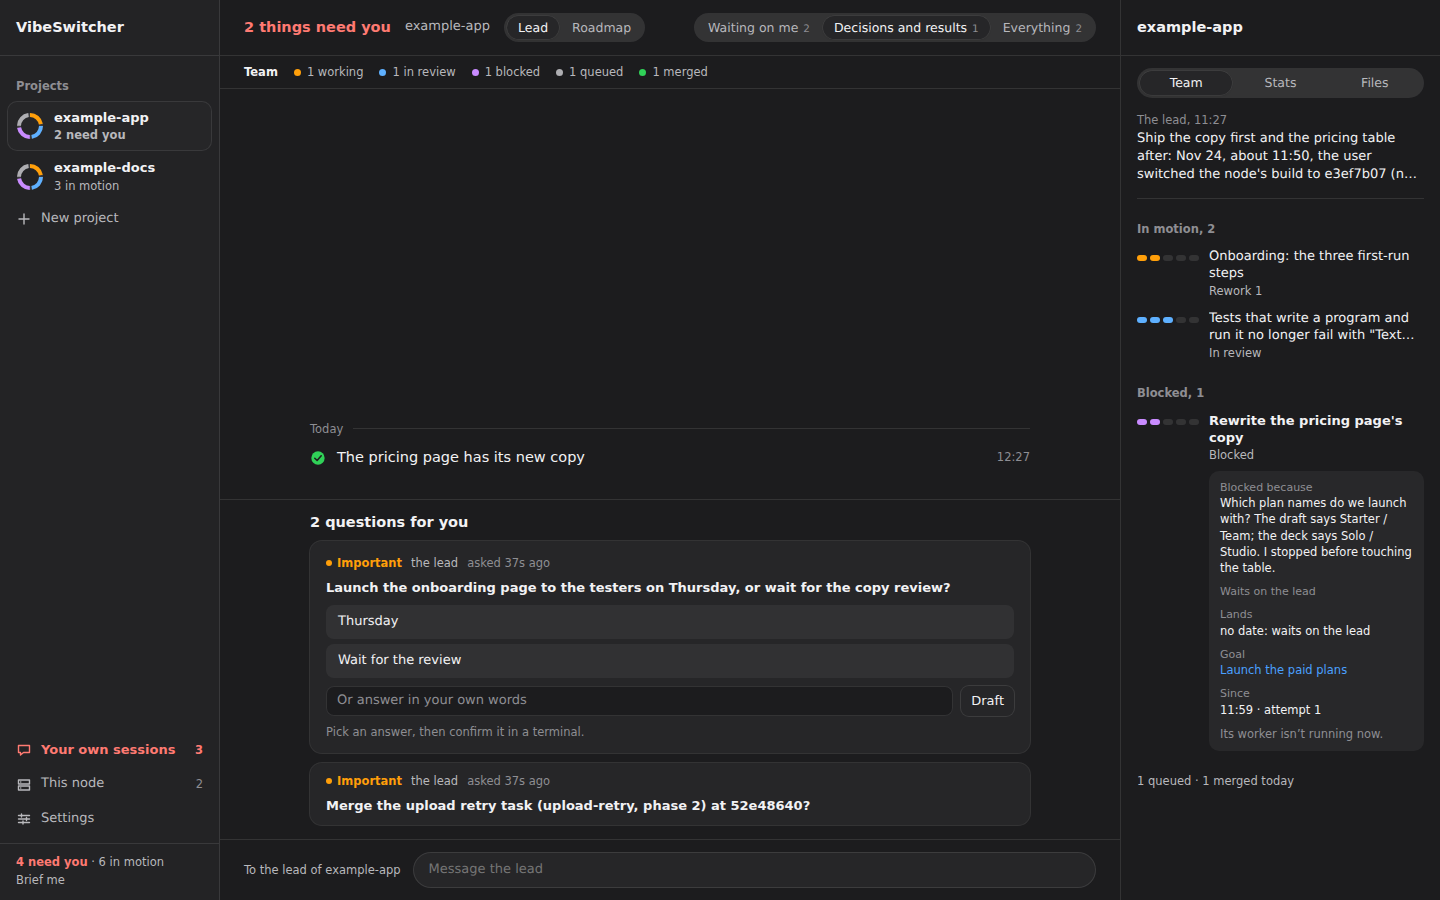 VibeSwitcher
Projects
example-app
2 need you
example-docs
3 in motion
New project
Your own sessions 3
This node 2
Settings
4 need you · 6 in motion
Brief me
2 things need you example-app Lead Roadmap Waiting on me 2 Decisions and results 1 Everything 2
Team 1 working 1 in review 1 blocked 1 queued 1 merged
Today
The pricing page has its new copy 12:27
2 questions for you
Important the lead asked 37s ago
Launch the onboarding page to the testers on Thursday, or wait for the copy review?
Thursday
Wait for the review
Or answer in your own words Draft
Pick an answer, then confirm it in a terminal.
Important the lead asked 37s ago
Merge the upload retry task (upload-retry, phase 2) at 52e48640?
To the lead of example-app Message the lead
example-app
Team Stats Files
The lead, 11:27
Ship the copy first and the pricing table
after: Nov 24, about 11:50, the user
switched the node's build to e3ef7b07 (n…
In motion, 2
Onboarding: the three first-run
steps
Rework 1
Tests that write a program and
run it no longer fail with "Text…
In review
Blocked, 1
Rewrite the pricing page's
copy
Blocked
Blocked because
Which plan names do we launch
with? The draft says Starter /
Team; the deck says Solo /
Studio. I stopped before touching
the table.
Waits on the lead
Lands
no date: waits on the lead
Goal
Launch the paid plans
Since
11:59 · attempt 1
Its worker isn’t running now.
1 queued · 1 merged today